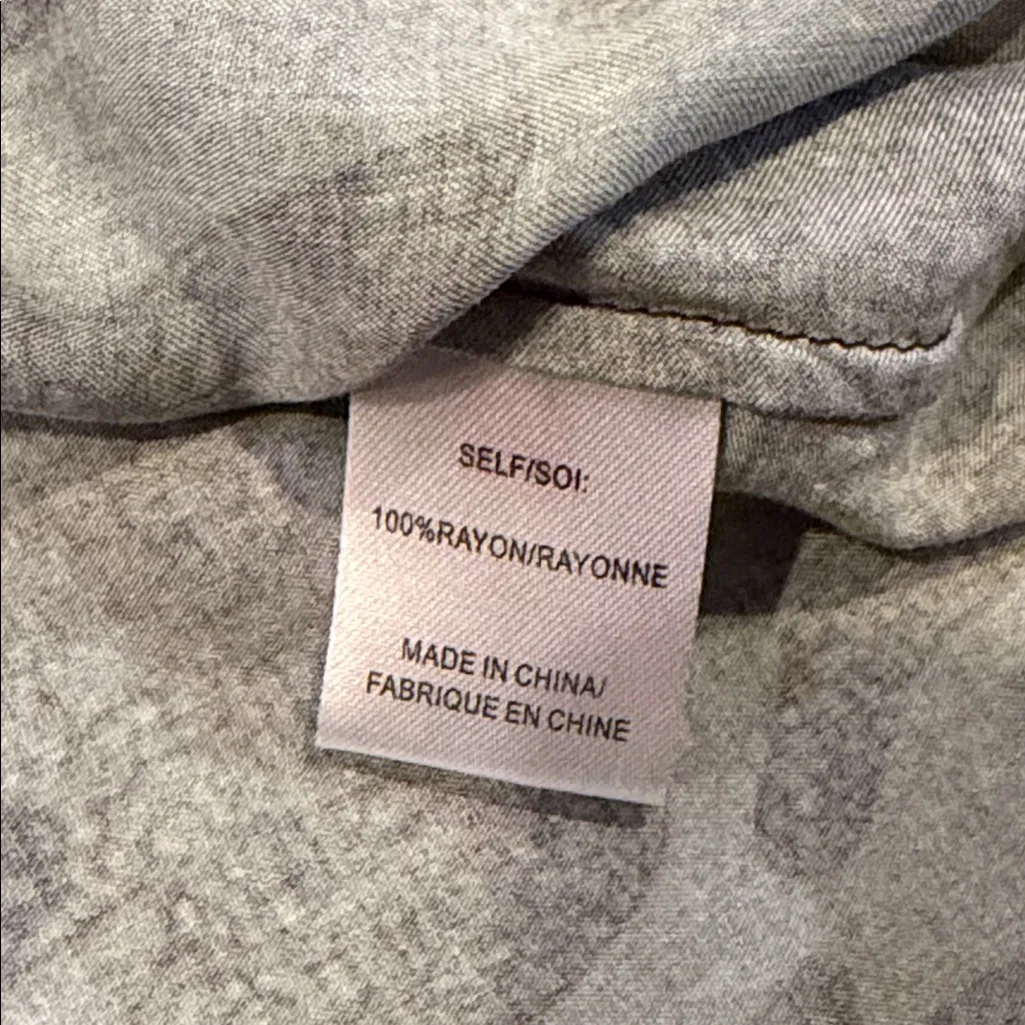 SELF/SOI:
100%RAYON/RAYONNE
MADE IN CHINA/
FABRIQUE EN CHINE